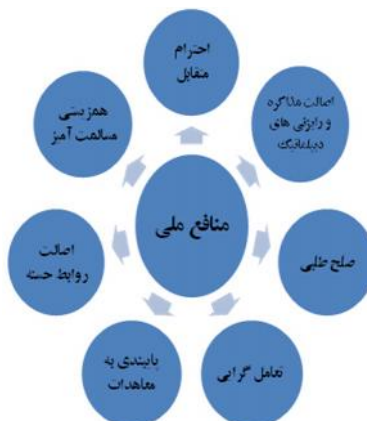 احترام
متقابل
اصالت مذاکره
و رایزنی های
دیپلماتیک
صلح طلبی
تعامل گرایی
پایبندی به
معاهدات
اصالت
روابط حسنه
همزیستی
مسالمت آمیز
منافع ملی